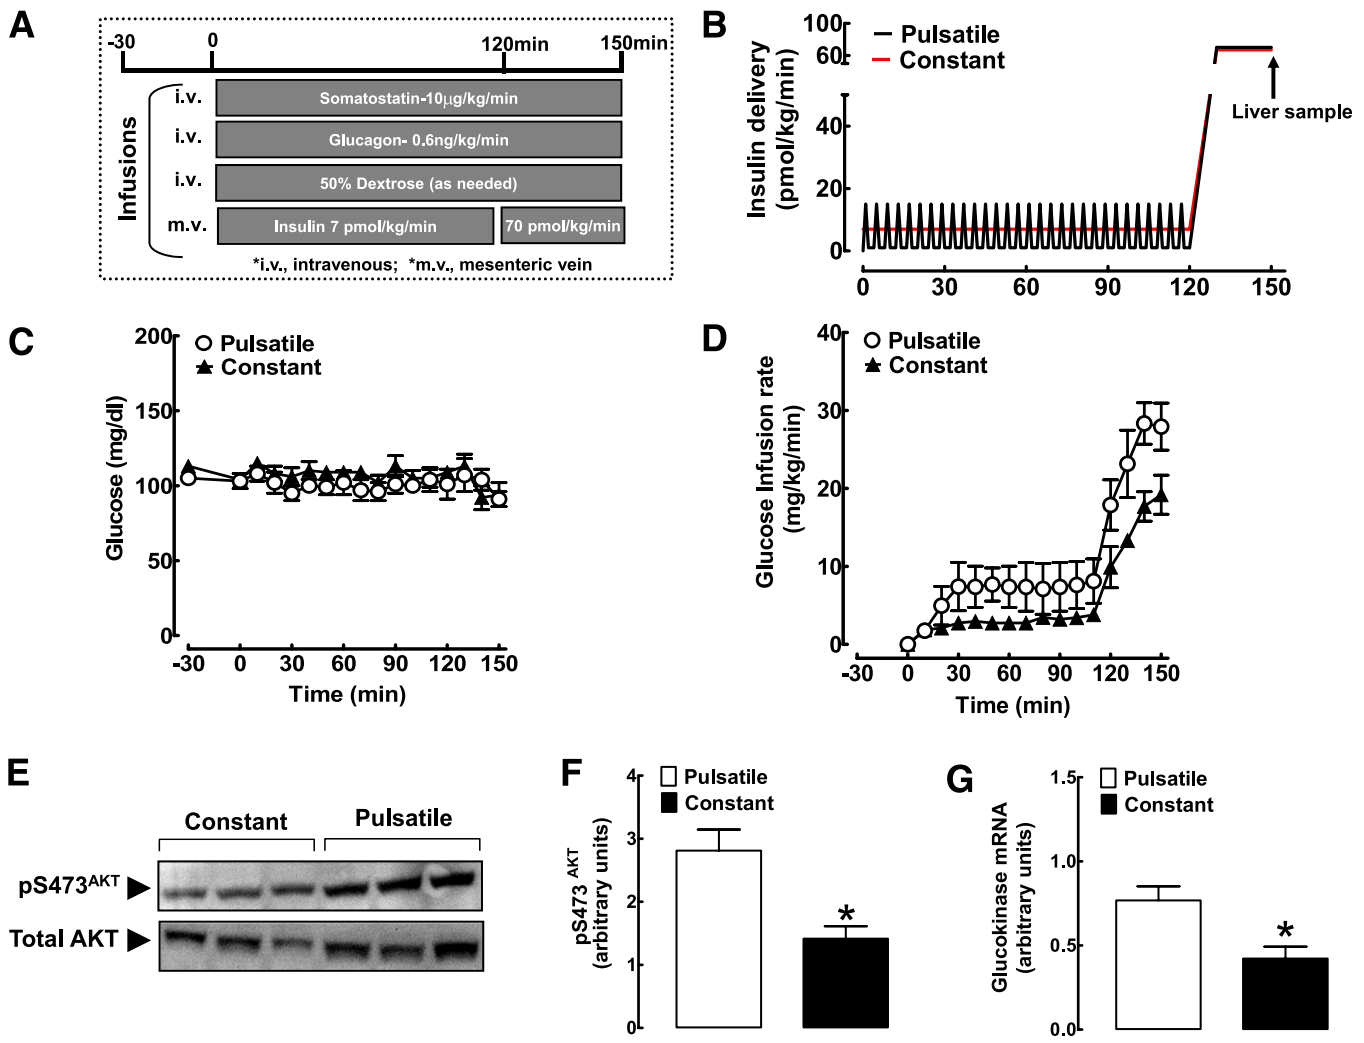 A
-30 0 120min 150min
Infusions
i.v. Somatostatin-10µg/kg/min
i.v. Glucagon- 0.6ng/kg/min
i.v. 50% Dextrose (as needed)
m.v. Insulin 7 pmol/kg/min 70 pmol/kg/min
*i.v., intravenous; *m.v., mesenteric vein
B
Insulin delivery
(pmol/kg/min)
100
60
40
20
0
Pulsatile
Constant
Liver sample
0 30 60 90 120 150
C
Glucose (mg/dl)
200
150
100
50
0
Pulsatile
Constant
-30 0 30 60 90 120 150
Time (min)
D
Glucose Infusion rate
(mg/kg/min)
40
30
20
10
0
Pulsatile
Constant
-30 0 30 60 90 120 150
Time (min)
E
Constant Pulsatile
pS473AKT
Total AKT
F
pS473 AKT
(arbitrary units)
4
3
2
1
0
Pulsatile
Constant
*
G
Glucokinase mRNA
(arbitrary units)
1.5
1.0
0.5
0.0
Pulsatile
Constant
*